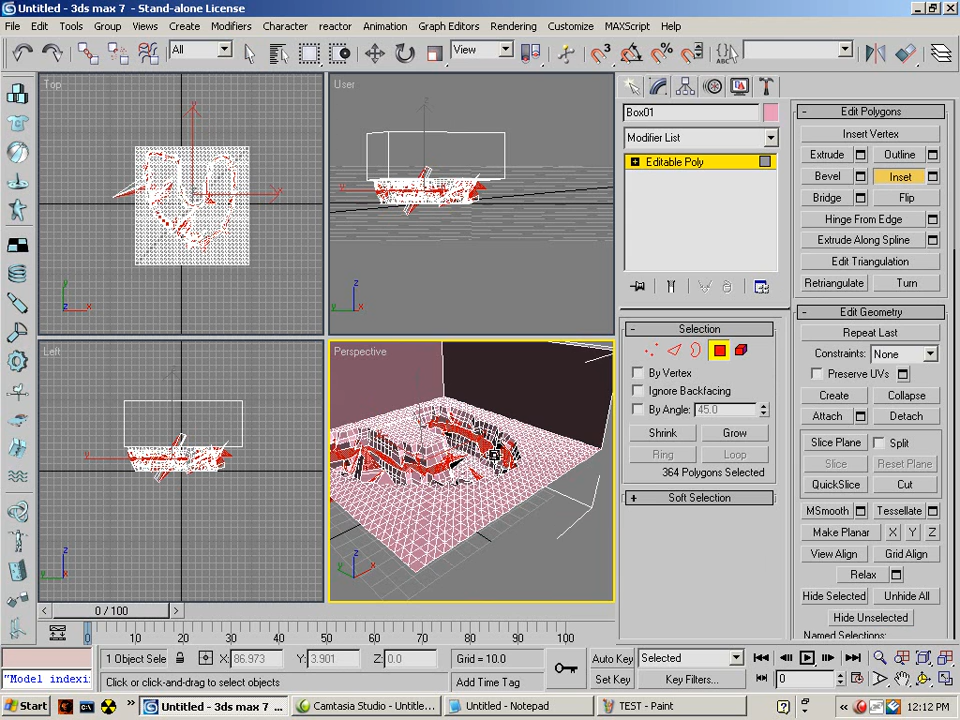 Untitled - 3ds max 7 - Stand-alone License
File Edit Tools Group Views Create Modifiers Character reactor Animation Graph Editors Rendering Customize MAXScript Help
All
View
Top
User
Left
Perspective
Box01
Modifier List
Editable Poly
Selection
By Vertex
Ignore Backfacing
By Angle: 45.0
Shrink Grow
Ring Loop
364 Polygons Selected
Soft Selection
Edit Polygons
Insert Vertex
Extrude Outline
Bevel Inset
Bridge Flip
Hinge From Edge
Extrude Along Spline
Edit Triangulation
Retriangulate Turn
Edit Geometry
Repeat Last
Constraints: None
Preserve UVs
Create Collapse
Attach Detach
Slice Plane Split
Slice Reset Plane
QuickSlice Cut
MSmooth Tessellate
Make Planar X Y Z
View Align Grid Align
Relax
Hide Selected Unhide All
Hide Unselected
Named Selections:
0 / 100
0 10 20 30 40 50 60 70 80 90 100
1 Object Sele X: 86.973 Y: 3.901 Z: 0.0 Grid = 10.0 Auto Key Selected
"Model indexi Click or click-and-drag to select objects Add Time Tag Set Key Key Filters... 0
Start Untitled - 3ds max 7 ... Camtasia Studio - Untitle... Untitled - Notepad TEST - Paint 12:12 PM